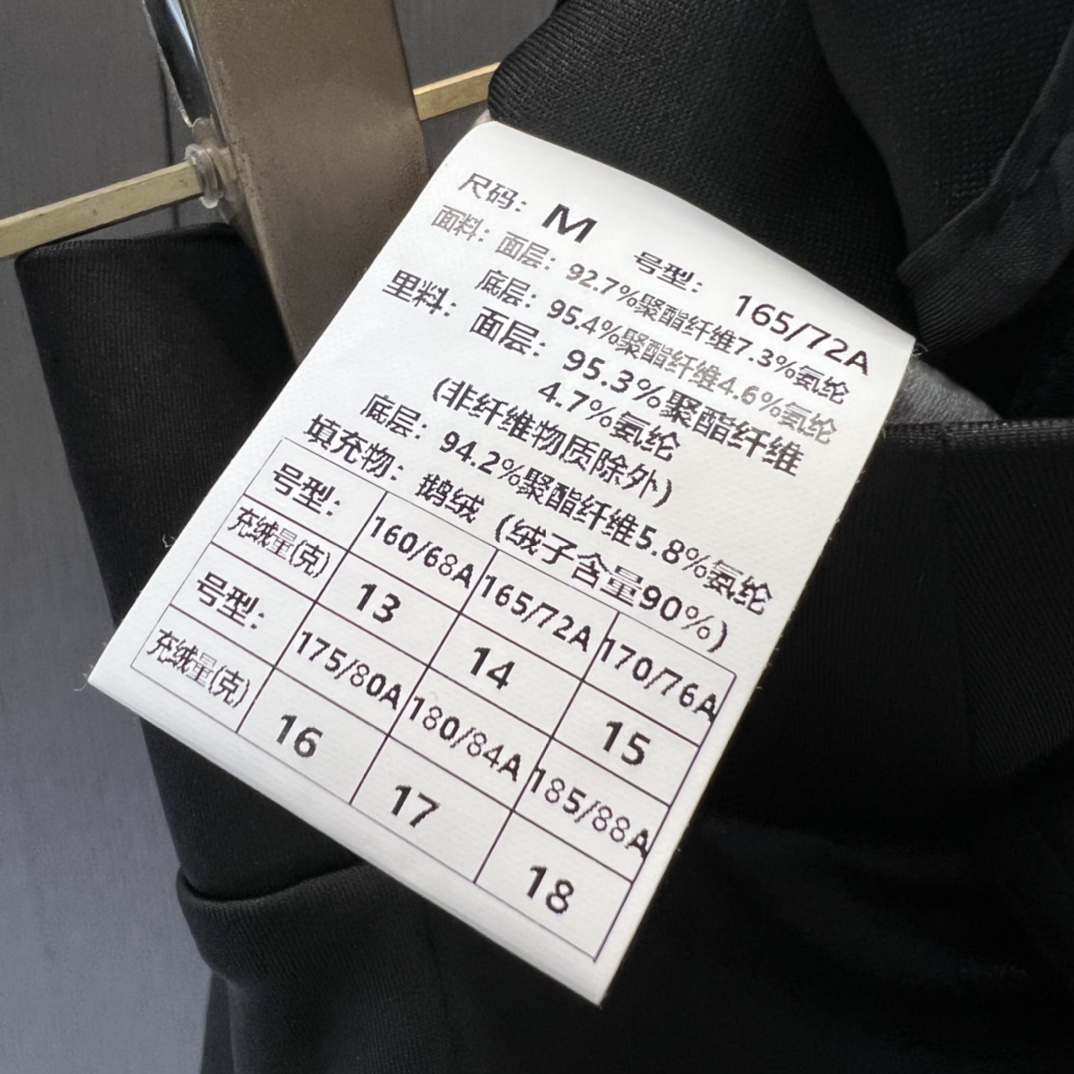 尺码：M 号型：165/72A
面料：面层：92.7%聚酯纤维7.3%氨纶
底层：95.4%聚酯纤维4.6%氨纶
里料：面层：95.3%聚酯纤维
4.7%氨纶
(非纤维物质除外)
底层：94.2%聚酯纤维5.8%氨纶
填充物：鹅绒（绒子含量90%）
号型： 160/68A 165/72A 170/76A
充绒量(克) 13 14 15
号型： 175/80A 180/84A 185/88A
充绒量(克) 16 17 18